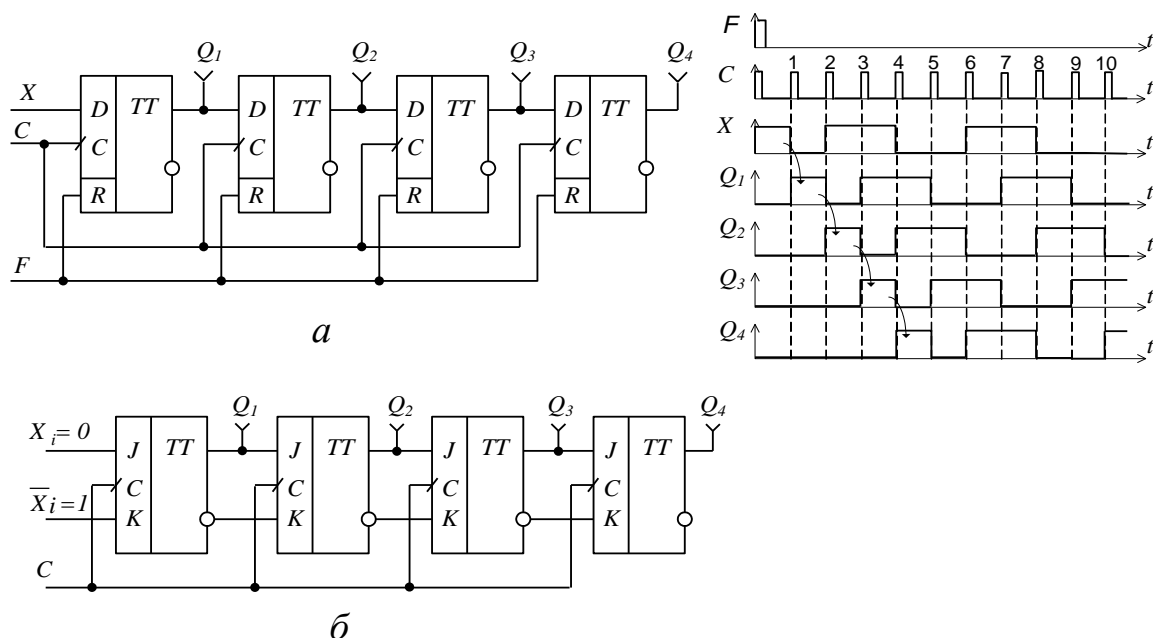 Q1 Q2 Q3 Q4
X D TT D TT D TT D TT
C C C C C
R R R R
F
а
F t
C 1 2 3 4 5 6 7 8 9 10 t
X t
Q1 t
Q2 t
Q3 t
Q4 t
Q1 Q2 Q3 Q4
X i = 0 J TT J TT J TT J TT
C C C C
X̅ i = 1 K K K K
C
б